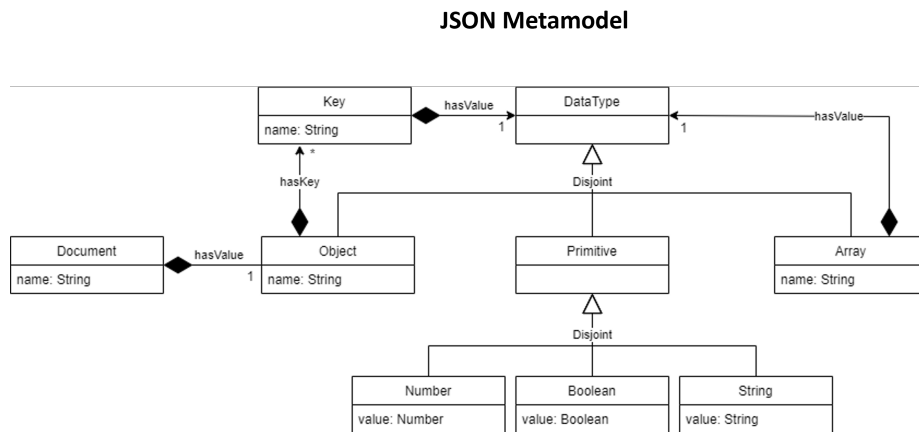 JSON Metamodel
Key
name: String
hasValue
1
DataType
1
hasValue
*
hasKey
Disjoint
Document
name: String
hasValue
1
Object
name: String
Primitive
Array
name: String
Disjoint
Number
value: Number
Boolean
value: Boolean
String
value: String